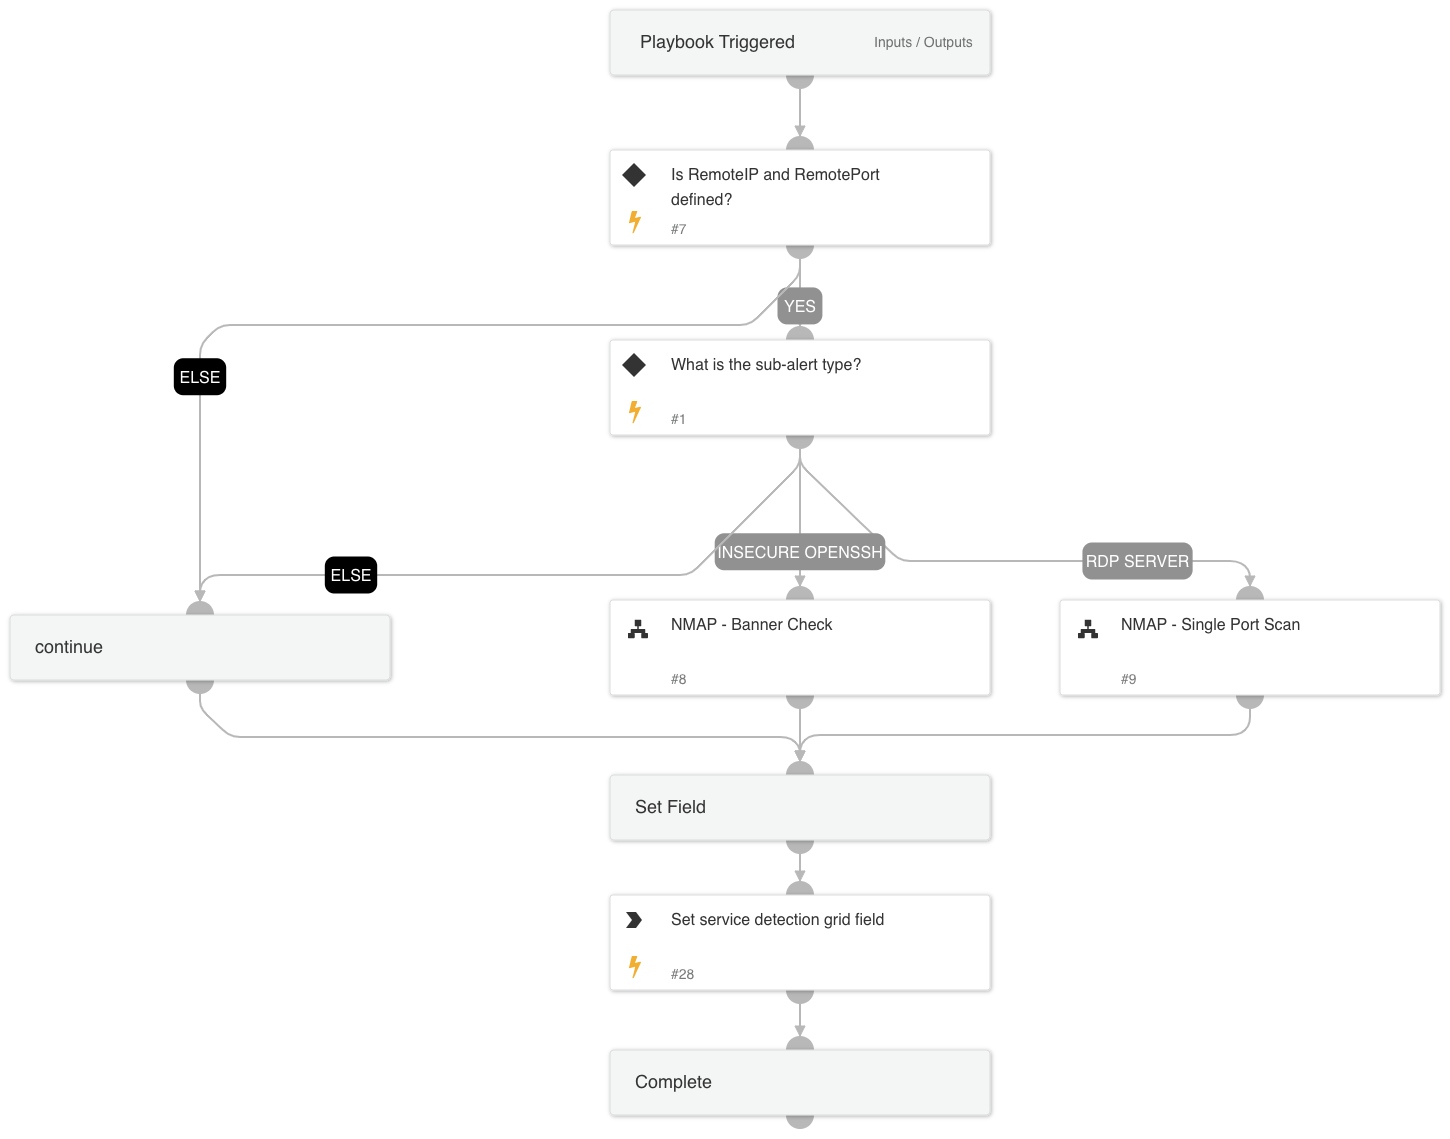 Playbook Triggered
Inputs / Outputs
Is RemoteIP and RemotePort
defined?
#7
YES
ELSE
What is the sub-alert type?
#1
INSECURE OPENSSH
RDP SERVER
ELSE
continue
NMAP - Banner Check
#8
NMAP - Single Port Scan
#9
Set Field
Set service detection grid field
#28
Complete